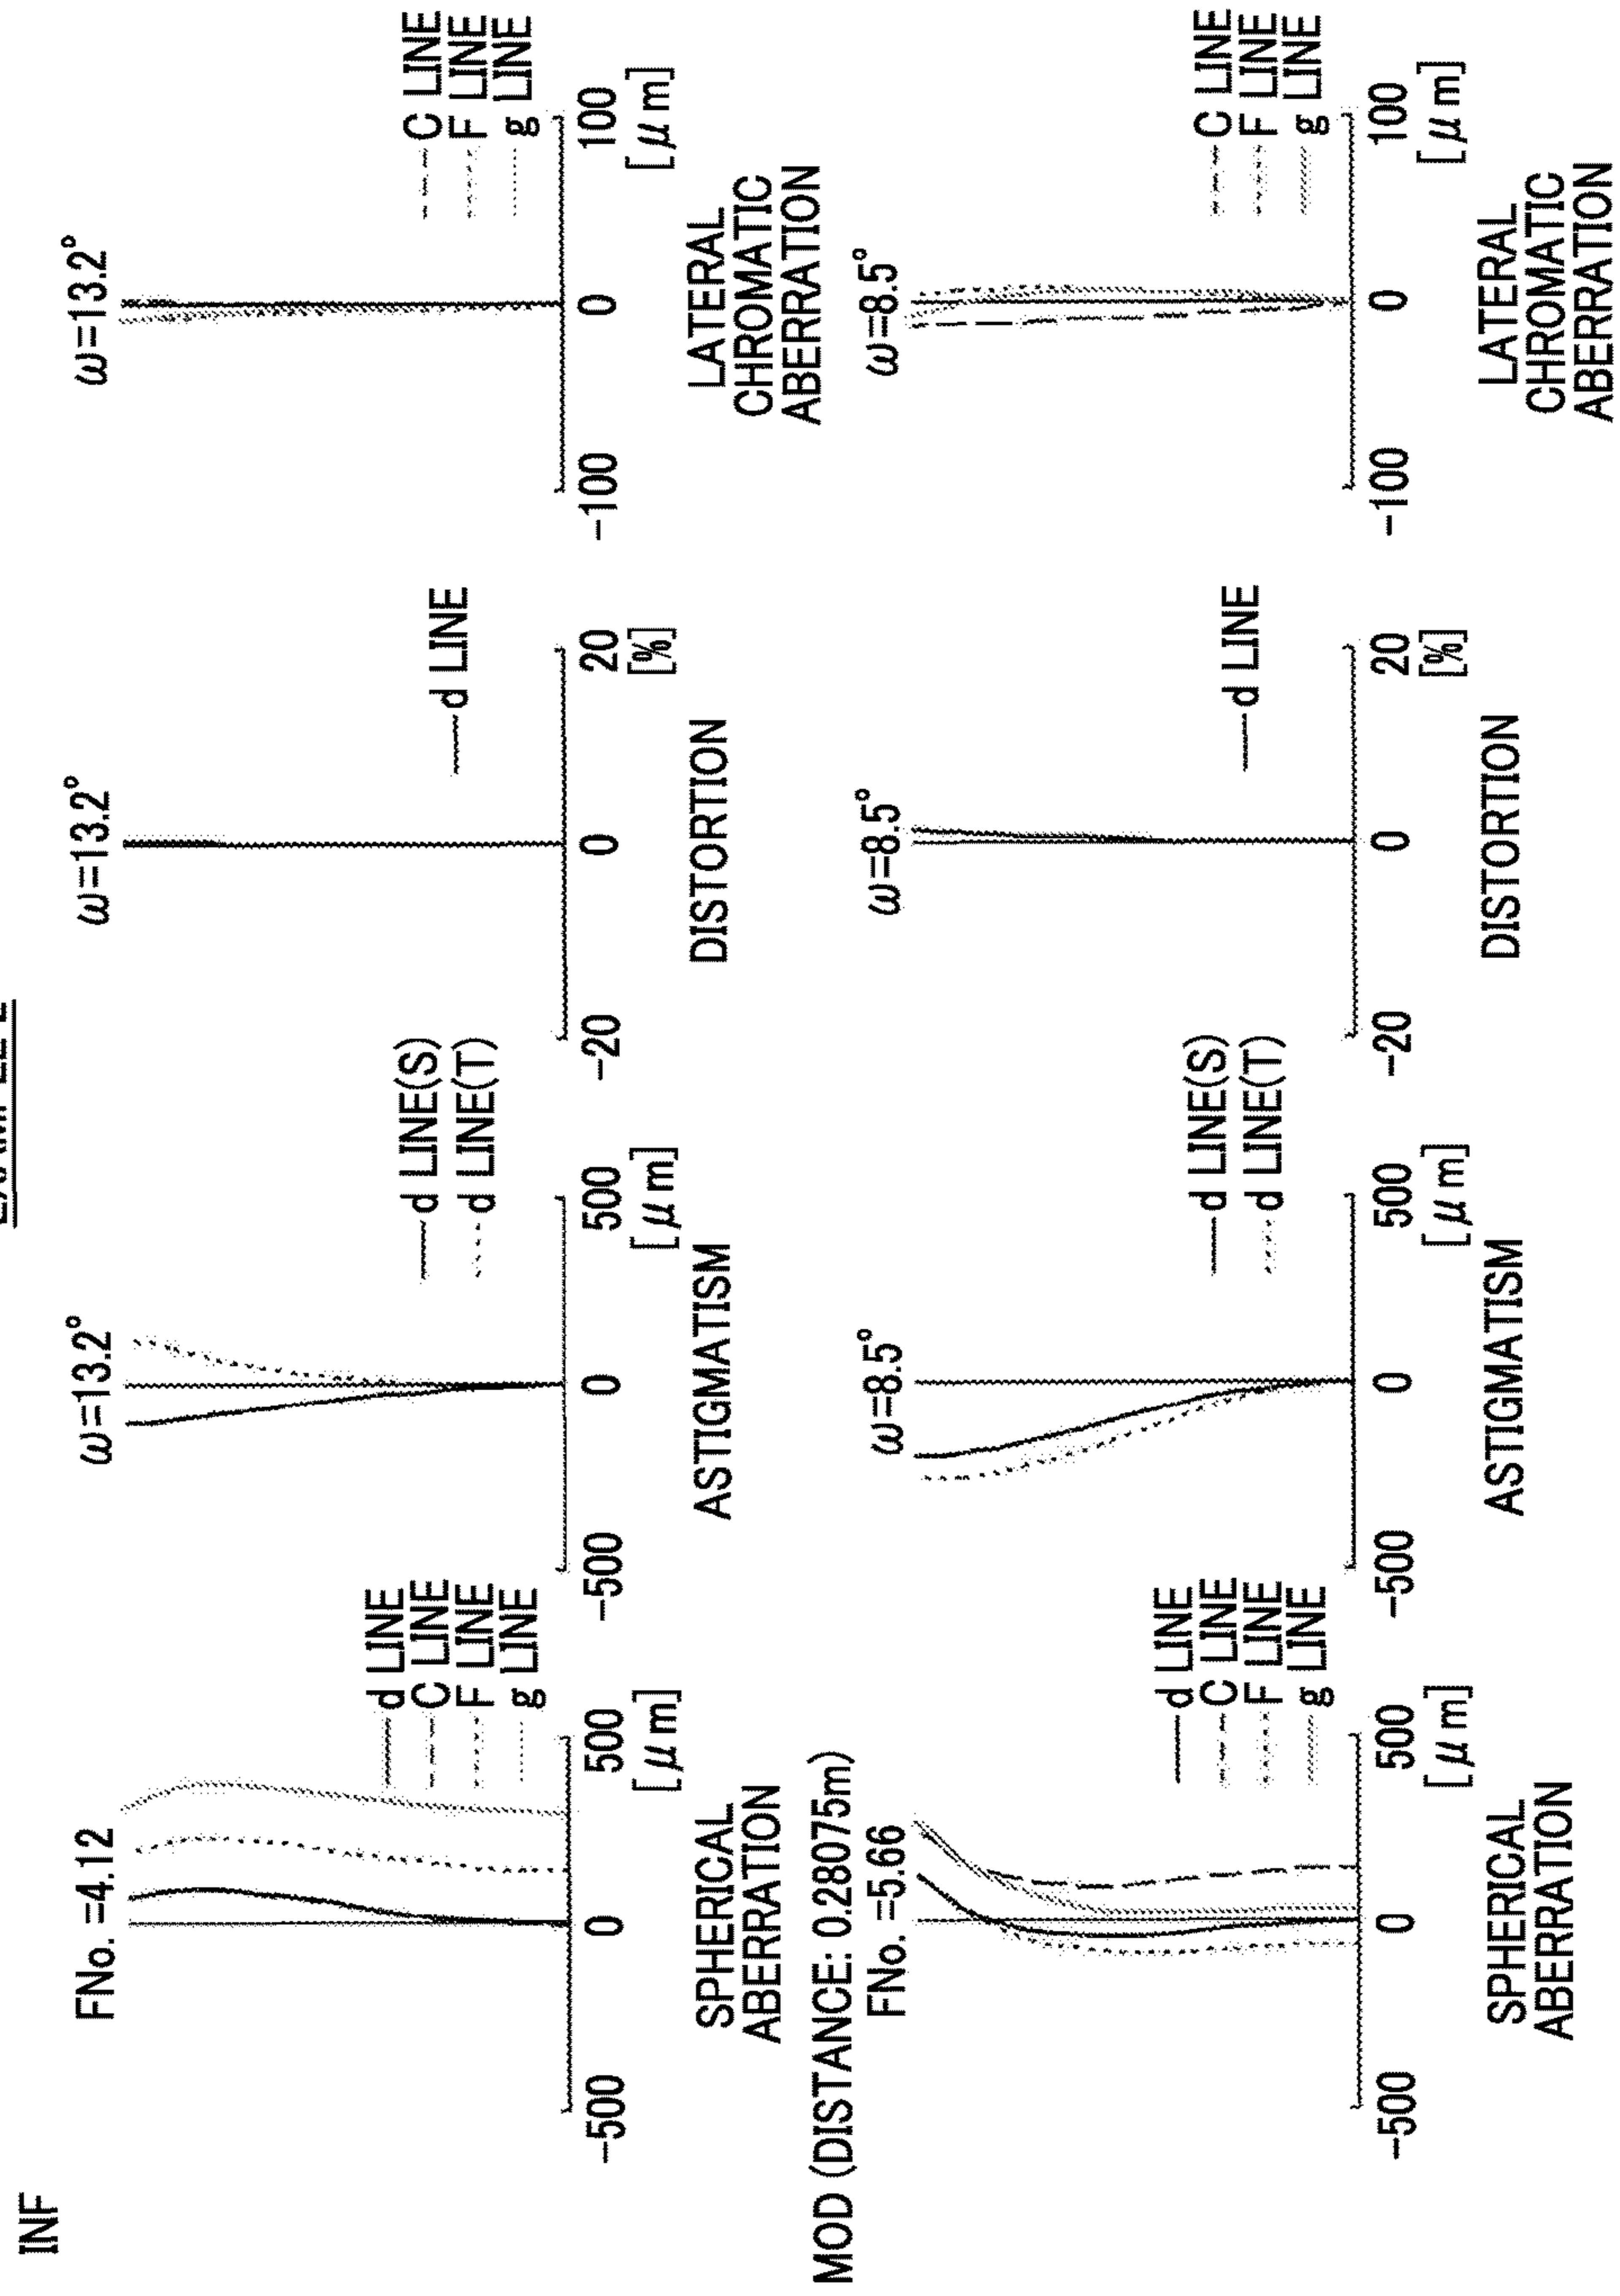 INF
FNo. =4.12
d LINE
C LINE
F LINE
g LINE
-500
0
500
[μm]
SPHERICAL
ABERRATION
ω=13.2°
d LINE(S)
d LINE(T)
-500
0
500
[μm]
ASTIGMATISM
ω=13.2°
d LINE
-20
0
20
[%]
DISTORTION
ω=13.2°
C LINE
F LINE
g LINE
-100
0
100
[μm]
LATERAL
CHROMATIC
ABERRATION
MOD (DISTANCE: 0.28075m)
FNo. =5.66
d LINE
C LINE
F LINE
g LINE
-500
0
500
[μm]
SPHERICAL
ABERRATION
ω=8.5°
d LINE(S)
d LINE(T)
-500
0
500
[μm]
ASTIGMATISM
ω=8.5°
d LINE
-20
0
20
[%]
DISTORTION
ω=8.5°
C LINE
F LINE
g LINE
-100
0
100
[μm]
LATERAL
CHROMATIC
ABERRATION